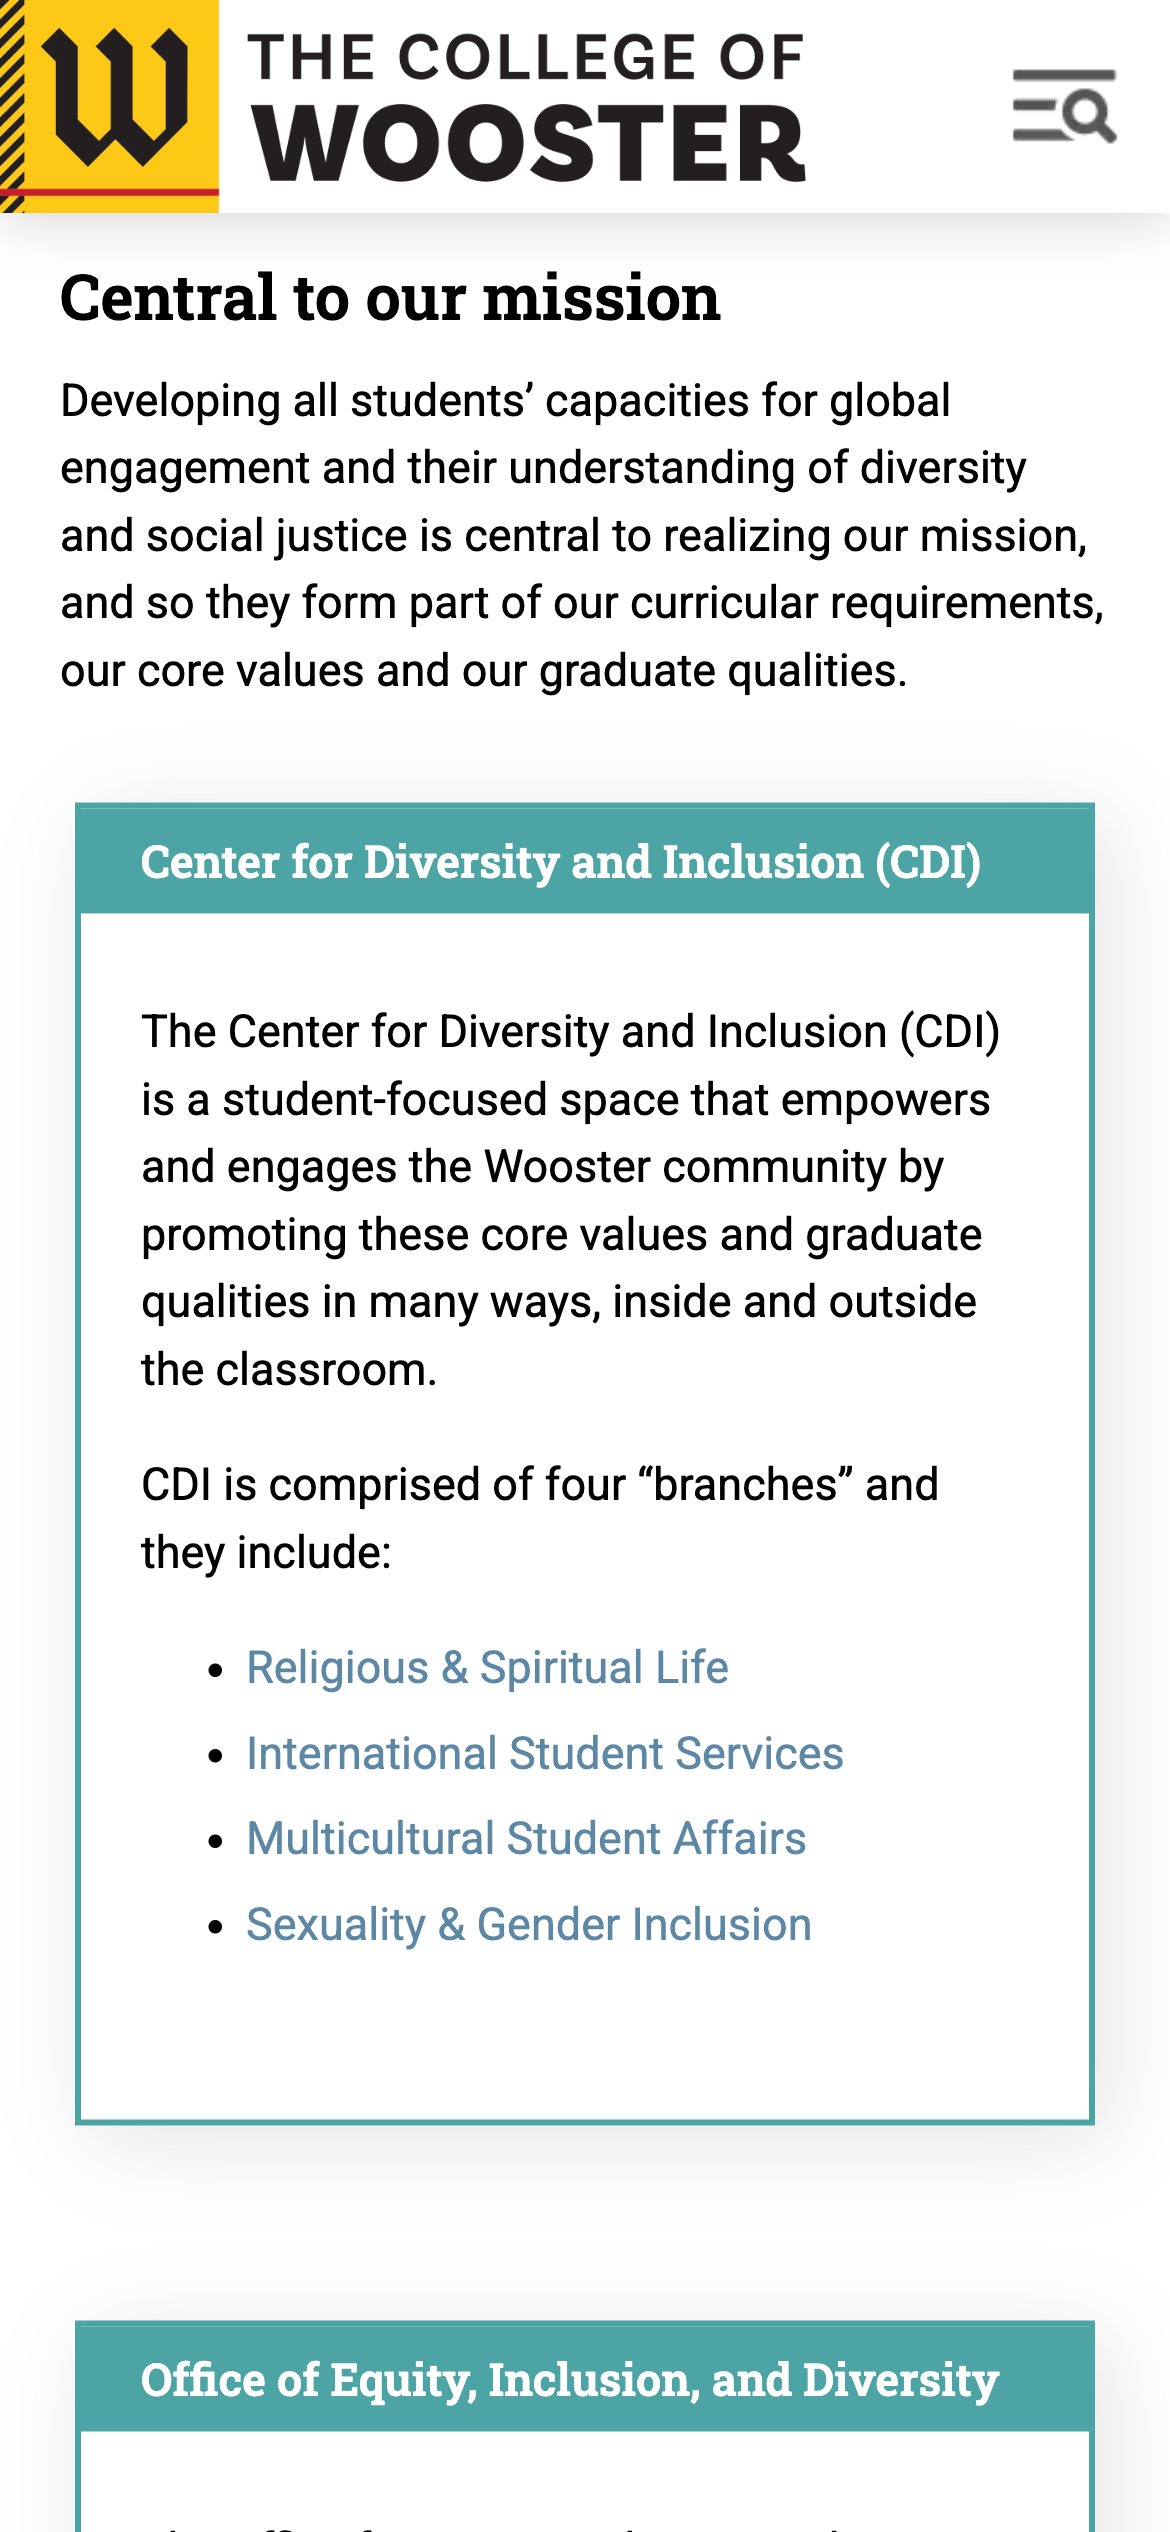 W
THE COLLEGE OF
WOOSTER
Central to our mission
Developing all students’ capacities for global
engagement and their understanding of diversity
and social justice is central to realizing our mission,
and so they form part of our curricular requirements,
our core values and our graduate qualities.
Center for Diversity and Inclusion (CDI)
The Center for Diversity and Inclusion (CDI)
is a student-focused space that empowers
and engages the Wooster community by
promoting these core values and graduate
qualities in many ways, inside and outside
the classroom.
CDI is comprised of four “branches” and
they include:
• Religious & Spiritual Life
• International Student Services
• Multicultural Student Affairs
• Sexuality & Gender Inclusion
Office of Equity, Inclusion, and Diversity